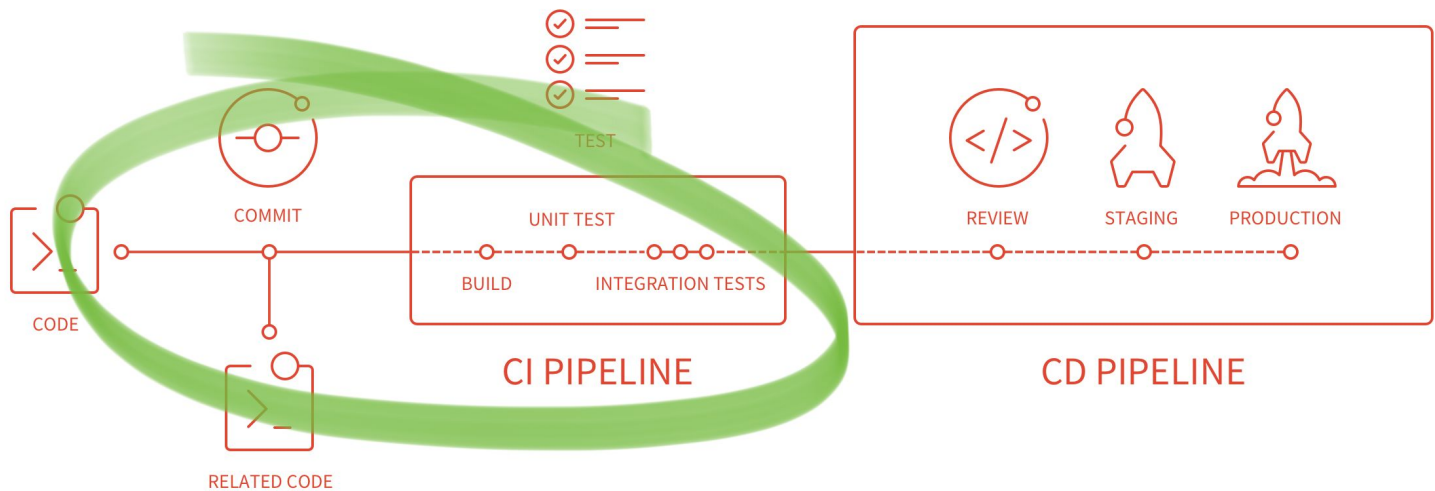 TEST
COMMIT
UNIT TEST
REVIEW
STAGING
PRODUCTION
BUILD
INTEGRATION TESTS
CODE
CI PIPELINE
CD PIPELINE
RELATED CODE